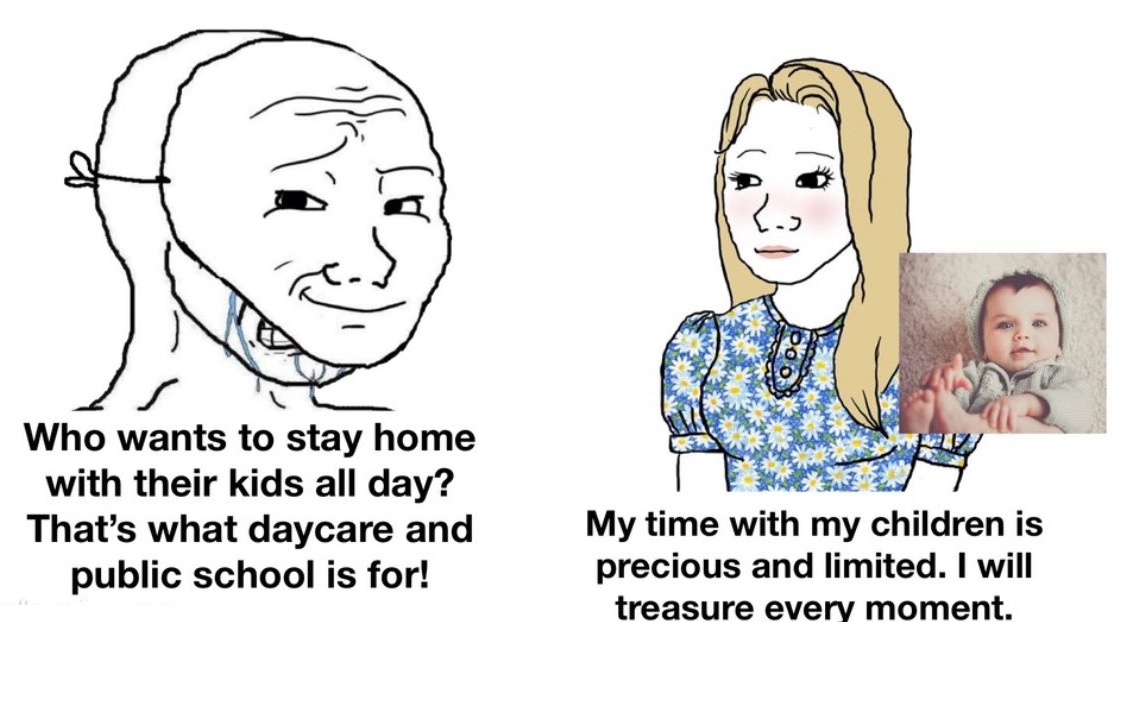 Who wants to stay home
with their kids all day?
That’s what daycare and
public school is for!
My time with my children is
precious and limited. I will
treasure every moment.